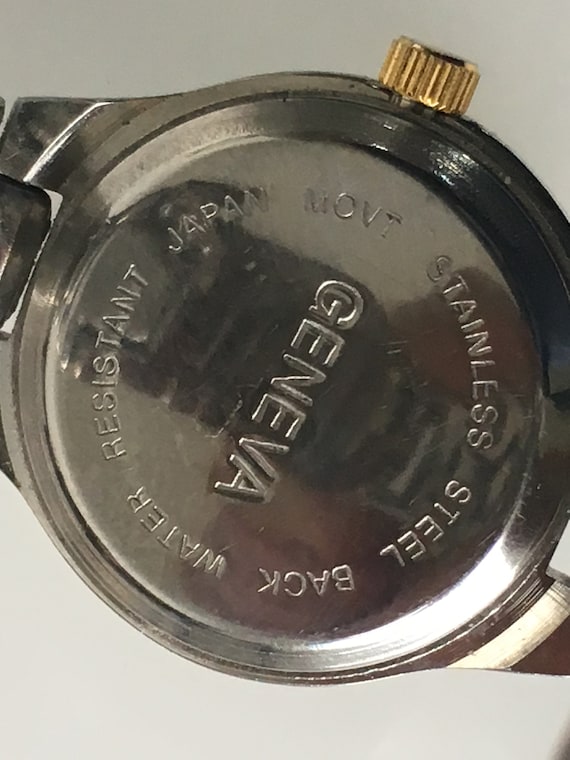 WATER RESISTANT JAPAN MOVT STAINLESS STEEL BACK
GENEVA